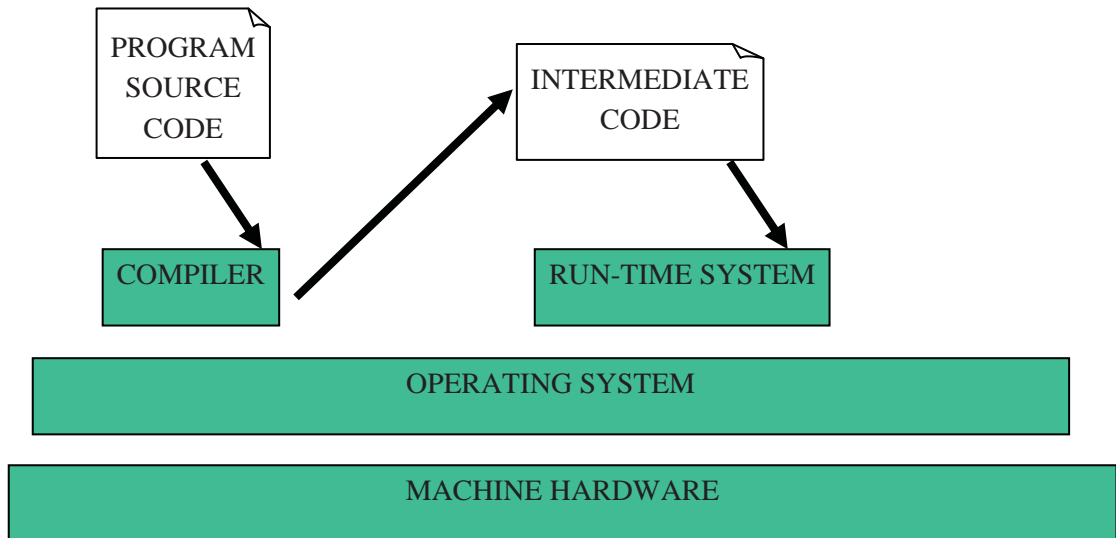 PROGRAM
SOURCE
CODE
INTERMEDIATE
CODE
COMPILER
RUN-TIME SYSTEM
OPERATING SYSTEM
MACHINE HARDWARE